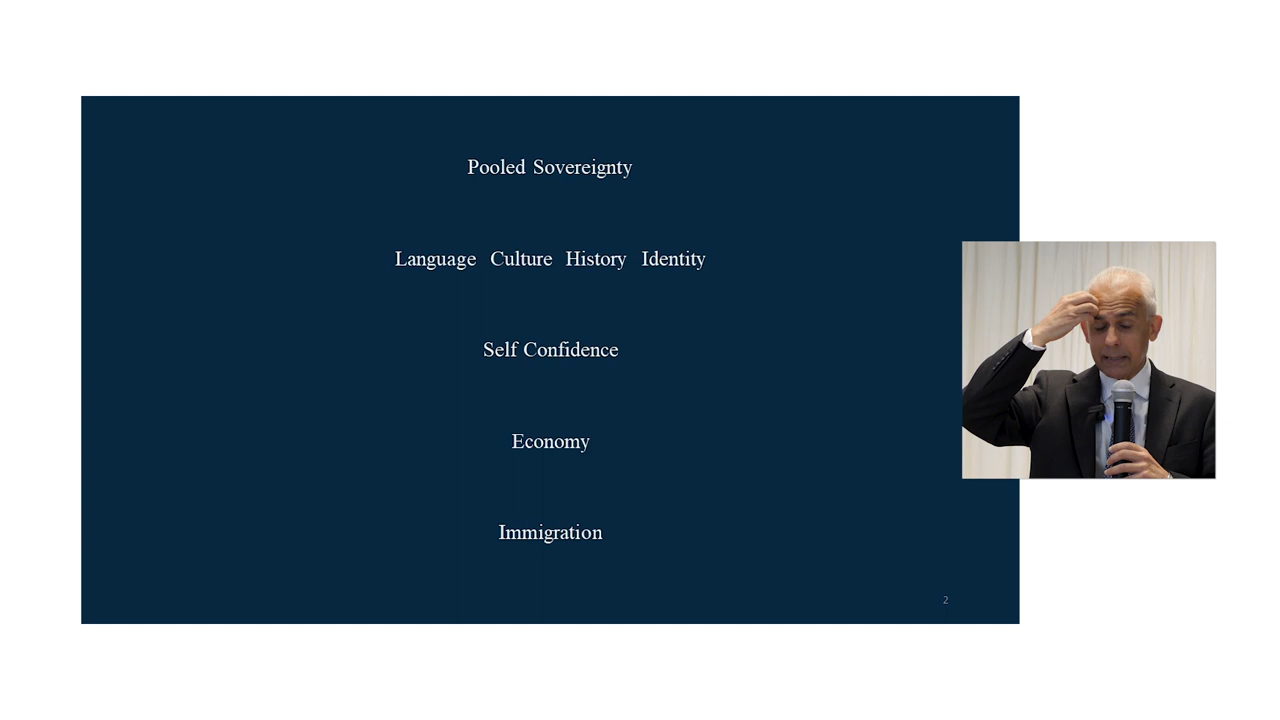 Pooled Sovereignty
Language Culture History Identity
Self Confidence
Economy
Immigration
2